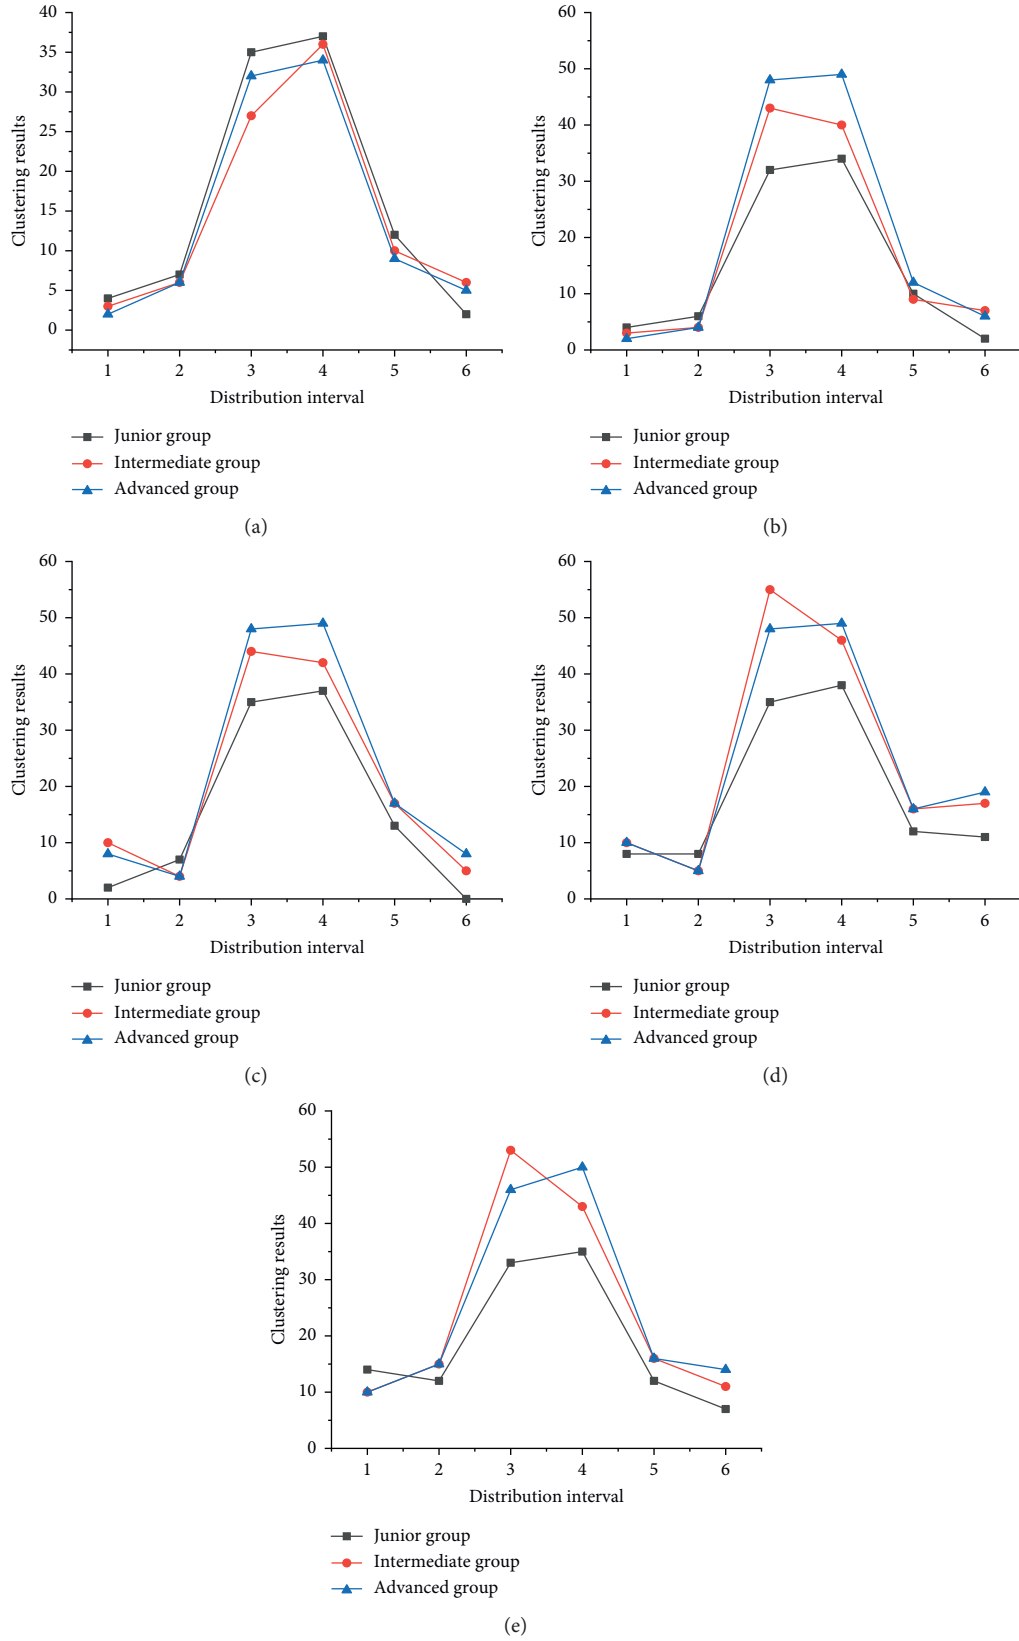 40
35
30
25
20
15
10
5
0
Clustering results
1 2 3 4 5 6
Distribution interval
Junior group
Intermediate group
Advanced group
(a)
60
50
40
30
20
10
0
Clustering results
1 2 3 4 5 6
Distribution interval
Junior group
Intermediate group
Advanced group
(b)
60
50
40
30
20
10
0
Clustering results
1 2 3 4 5 6
Distribution interval
Junior group
Intermediate group
Advanced group
(c)
60
50
40
30
20
10
0
Clustering results
1 2 3 4 5 6
Distribution interval
Junior group
Intermediate group
Advanced group
(d)
60
50
40
30
20
10
0
Clustering results
1 2 3 4 5 6
Distribution interval
Junior group
Intermediate group
Advanced group
(e)